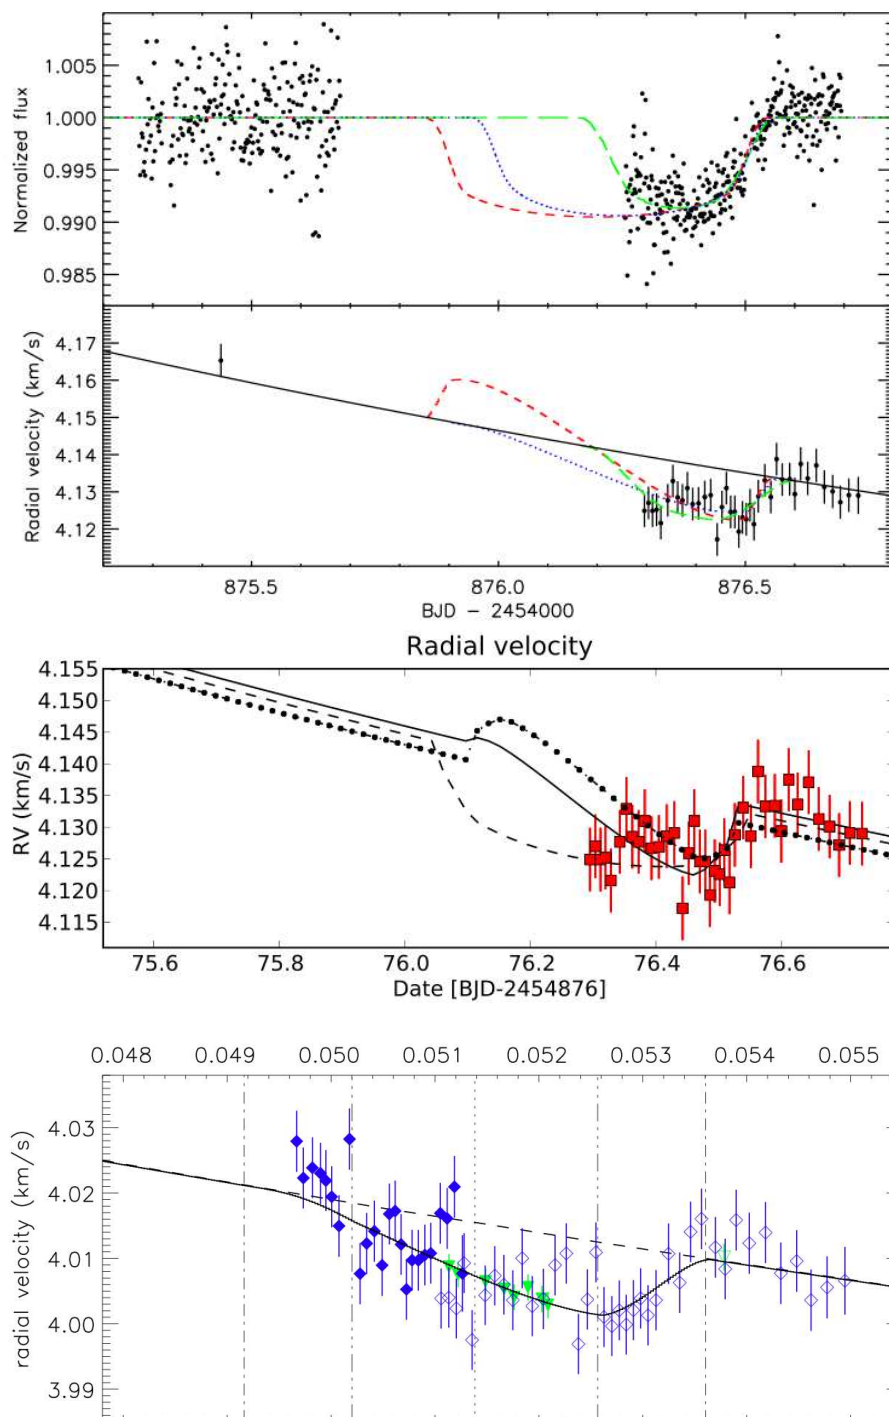 1.005
1.000
0.995
0.990
0.985
Normalized flux
4.17
4.16
4.15
4.14
4.13
4.12
Radial velocity (km/s)
875.5 876.0 876.5
BJD − 2454000
Radial velocity
4.155
4.150
4.145
4.140
4.135
4.130
4.125
4.120
4.115
RV (km/s)
75.6 75.8 76.0 76.2 76.4 76.6
Date [BJD-2454876]
0.048 0.049 0.050 0.051 0.052 0.053 0.054 0.055
4.03
4.02
4.01
4.00
3.99
radial velocity (km/s)